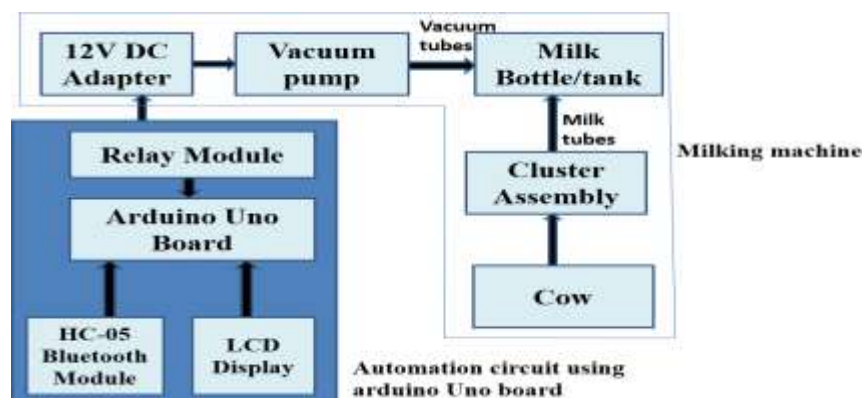 12V DC
Adapter
Vacuum
pump
Vacuum
tubes
Milk
Bottle/tank
Milk
tubes
Relay Module
Cluster
Assembly
Milking machine
Arduino Uno
Board
Cow
HC-05
Bluetooth
Module
LCD
Display
Automation circuit using
arduino Uno board